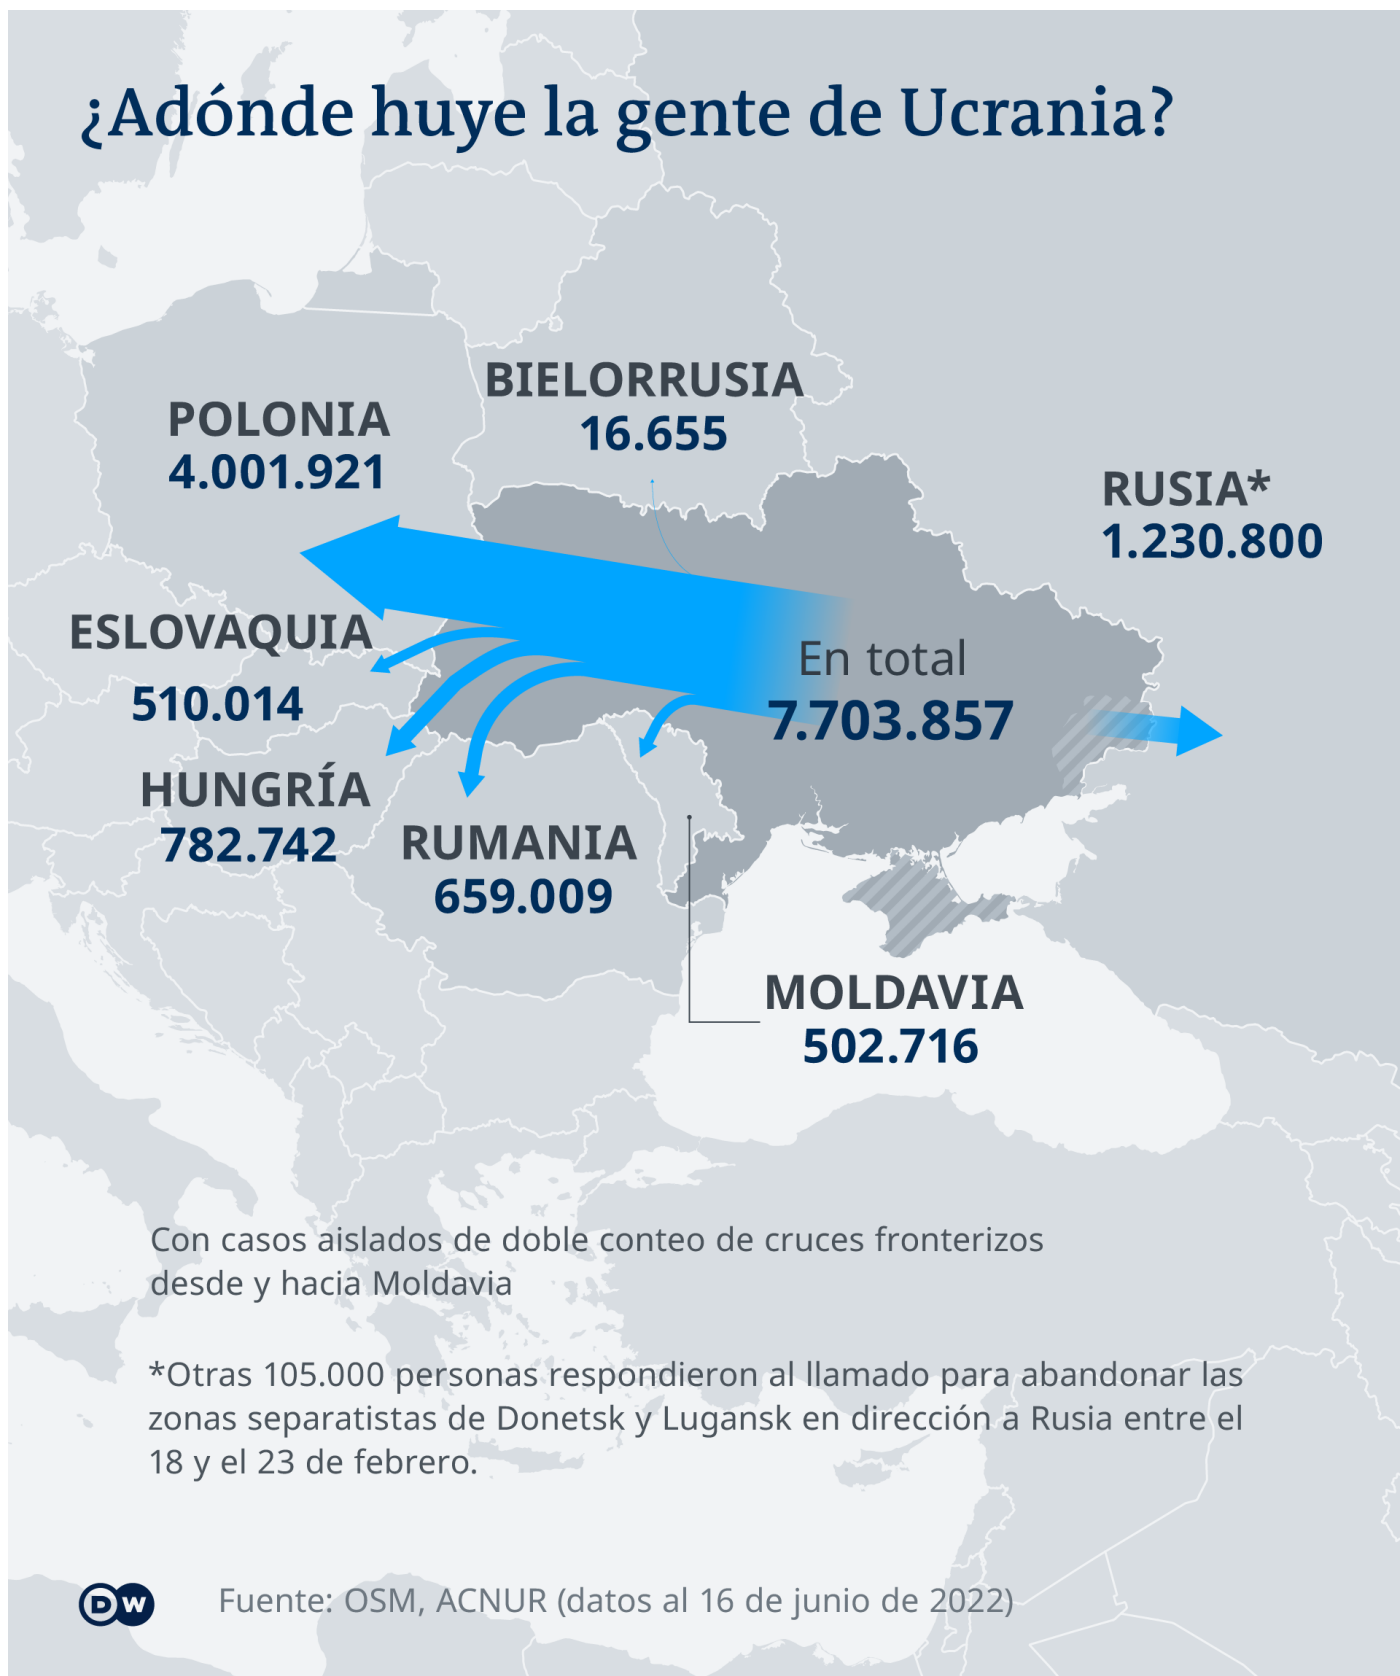 ¿Adónde huye la gente de Ucrania?
BIELORRUSIA
16.655
POLONIA
4.001.921
RUSIA*
1.230.800
ESLOVAQUIA
510.014
En total
7.703.857
HUNGRÍA
782.742
RUMANIA
659.009
MOLDAVIA
502.716
Con casos aislados de doble conteo de cruces fronterizos
desde y hacia Moldavia
*Otras 105.000 personas respondieron al llamado para abandonar las
zonas separatistas de Donetsk y Lugansk en dirección a Rusia entre el
18 y el 23 de febrero.
DW
Fuente: OSM, ACNUR (datos al 16 de junio de 2022)